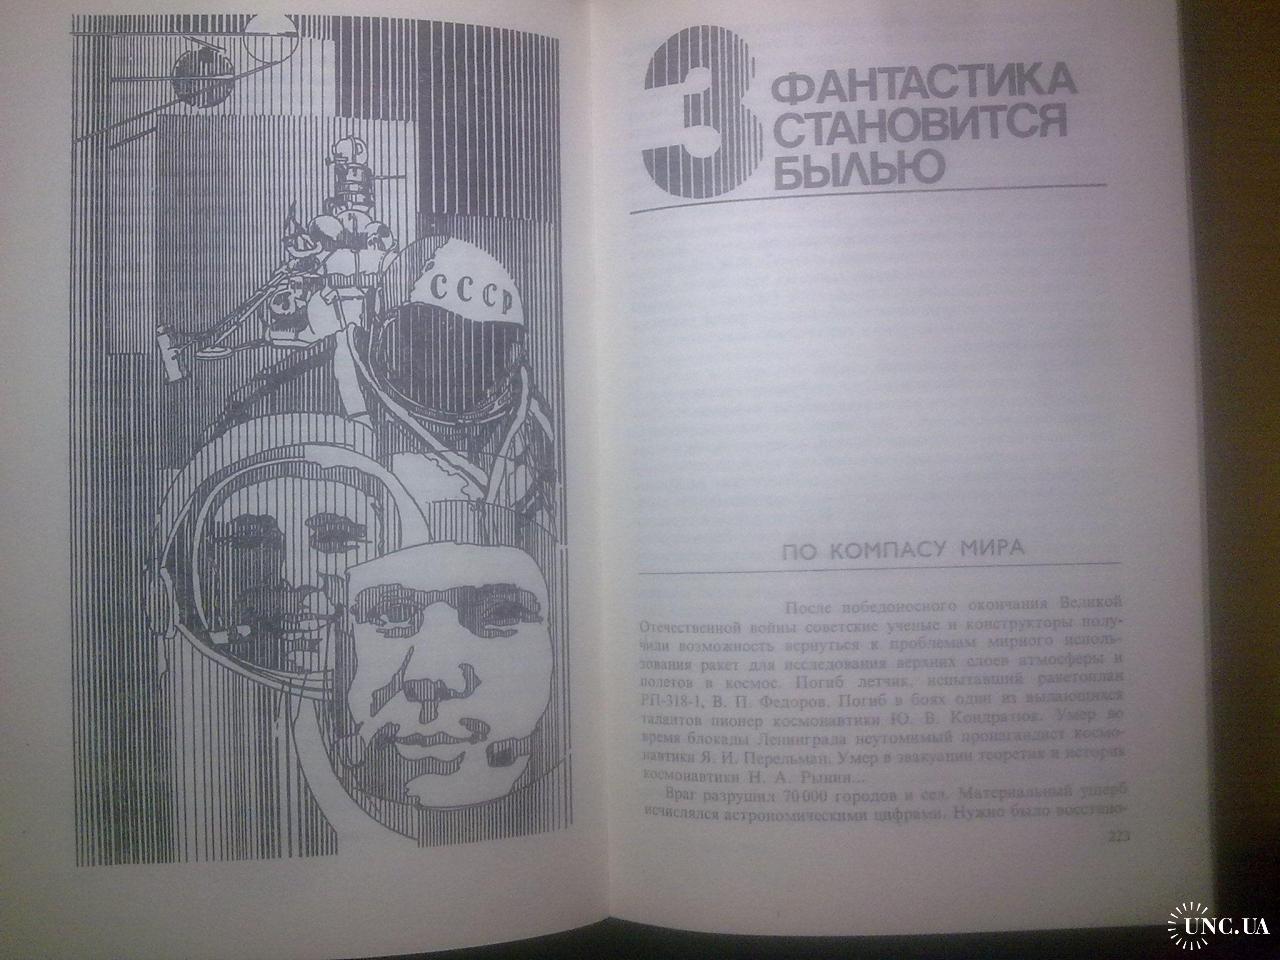 СССР
3
ФАНТАСТИКА
СТАНОВИТСЯ
БЫЛЬЮ
ПО КОМПАСУ МИРА
После победоносного окончания Великой
Отечественной войны советские ученые и конструкторы полу-
чили возможность вернуться к проблемам мирного исполь-
зования ракет для исследования верхних слоев атмосферы и
полетов в космос. Погиб летчик, испытавший ракетоплан
РП-318-1, В. П. Федоров. Погиб в боях один из выдающихся
талантов пионер космонавтики Ю. В. Кондратюк. Умер во
время блокады Ленинграда неутомимый пропагандист космо-
навтики Я. И. Перельман. Умер в эвакуации теоретик и историк
космонавтики Н. А. Рынин...
Враг разрушил 70 000 городов и сел. Материальный ущерб
исчислялся астрономическими цифрами. Нужно было восстано-
223
UNC.UA